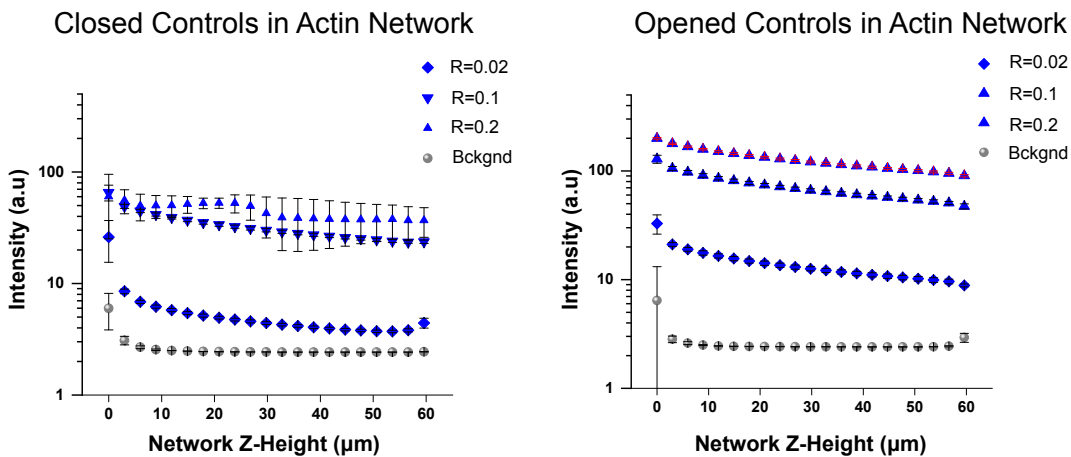 Closed Controls in Actin Network
R=0.02
R=0.1
R=0.2
Bckgnd
Intensity (a.u)
100
10
1
0 10 20 30 40 50 60
Network Z-Height (µm)
Opened Controls in Actin Network
R=0.02
R=0.1
R=0.2
Bckgnd
Intensity (a.u)
100
10
1
0 10 20 30 40 50 60
Network Z-Height (µm)